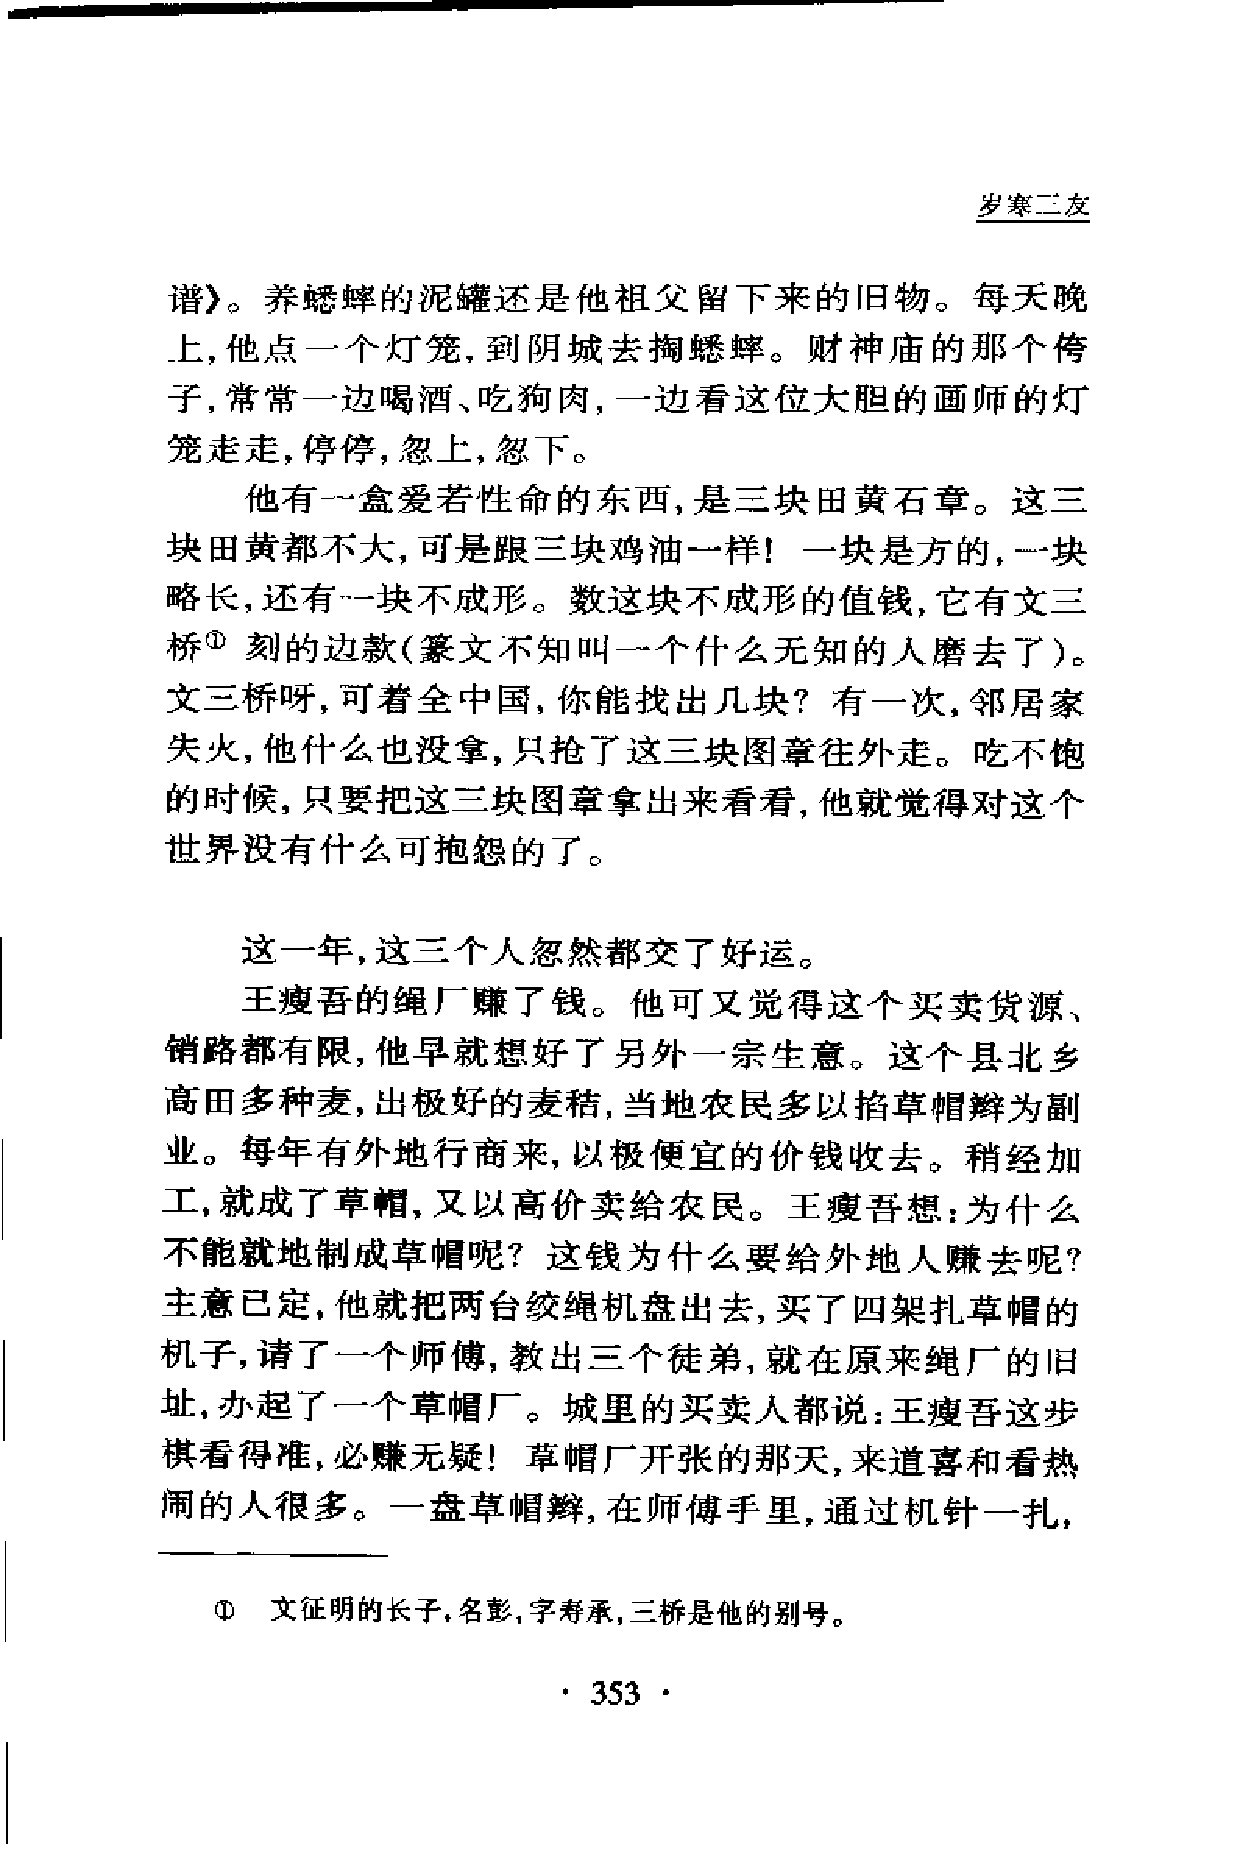 岁寒三友
谱》。养蟋蟀的泥罐还是他祖父留下来的旧物。每天晚
上,他点一个灯笼,到阴城去掏蟋蟀。财神庙的那个侉
子,常常一边喝酒、吃狗肉,一边看这位大胆的画师的灯
笼走走,停停,忽上,忽下。
他有一盒爱若性命的东西,是三块田黄石章。这三
块田黄都不大,可是跟三块鸡油一样! 一块是方的,一块
略长,还有一块不成形。数这块不成形的值钱,它有文三
桥① 刻的边款(篆文不知叫一个什么无知的人磨去了)。
文三桥呀,可着全中国,你能找出几块? 有一次,邻居家
失火,他什么也没拿,只抢了这三块图章往外走。吃不饱
的时候,只要把这三块图章拿出来看看,他就觉得对这个
世界没有什么可抱怨的了。
这一年,这三个人忽然都交了好运。
王瘦吾的绳厂赚了钱。他可又觉得这个买卖货源、
销路都有限,他早就想好了另外一宗生意。这个县北乡
高田多种麦,出极好的麦秸,当地农民多以掐草帽辫为副
业。每年有外地行商来,以极便宜的价钱收去。稍经加
工,就成了草帽,又以高价卖给农民。王瘦吾想:为什么
不能就地制成草帽呢? 这钱为什么要给外地人赚去呢?
主意已定,他就把两台绞绳机盘出去,买了四架扎草帽的
机子,请了一个师傅,教出三个徒弟,就在原来绳厂的旧
址,办起了一个草帽厂。城里的买卖人都说:王瘦吾这步
棋看得准,必赚无疑! 草帽厂开张的那天,来道喜和看热
闹的人很多。一盘草帽辫,在师傅手里,通过机针一扎,
① 文征明的长子,名彭,字寿承,三桥是他的别号。
· 353 ·